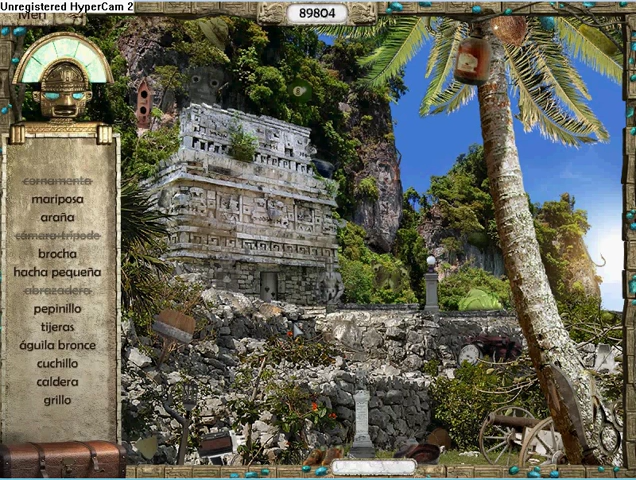 Unregistered HyperCam 2
Men
89804
cornamenta
mariposa
araña
cámara-trípode
brocha
hacha pequeña
abrazadera
pepinillo
tijeras
águila bronce
cuchillo
caldera
grillo